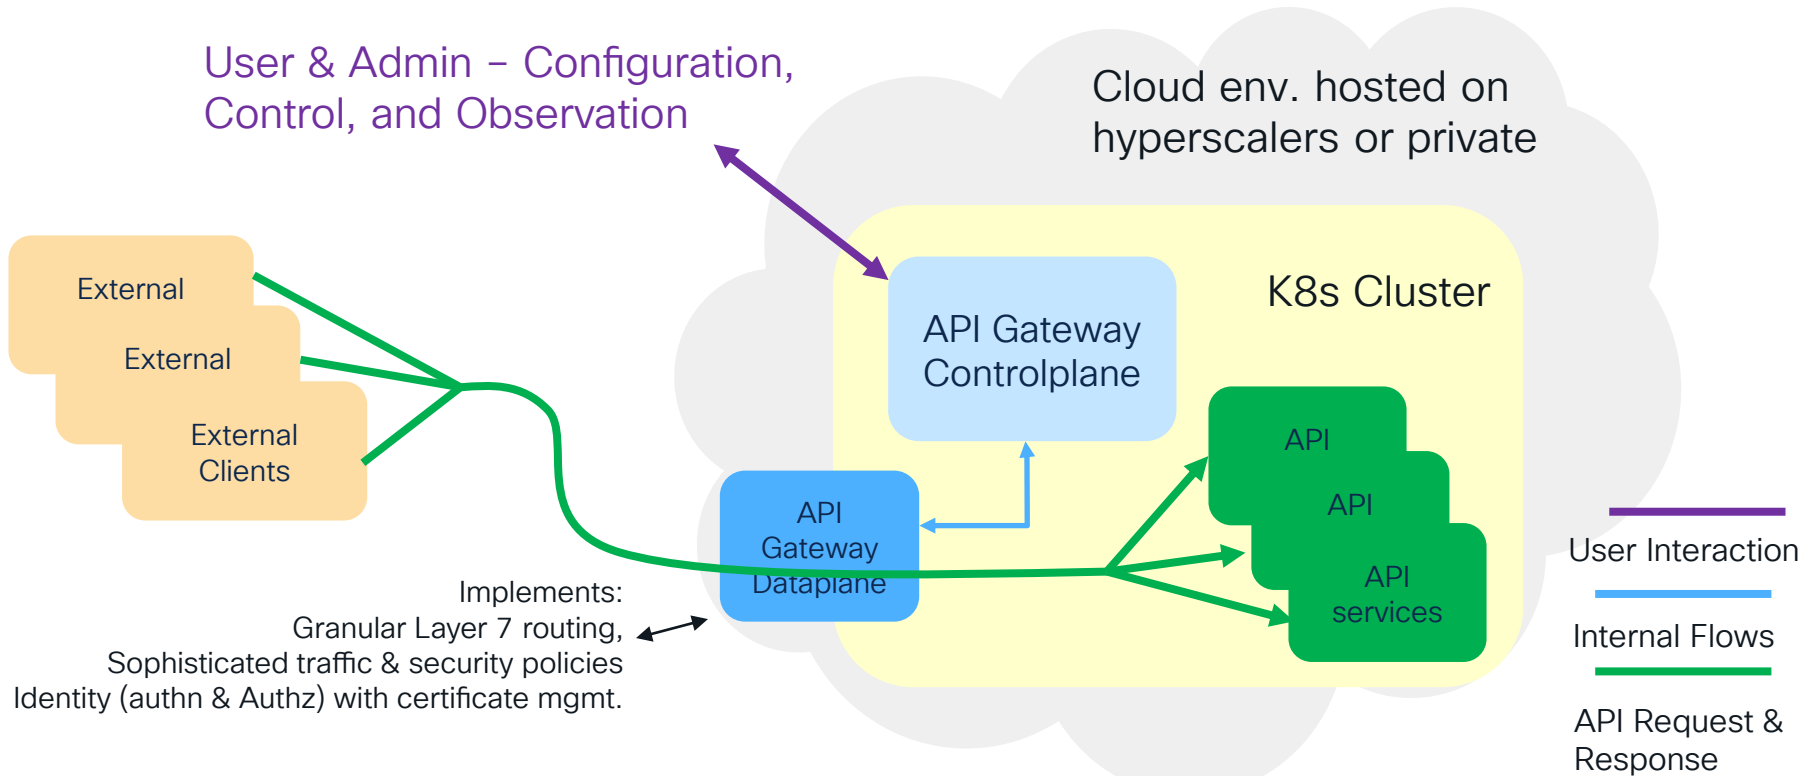 User & Admin – Configuration,
Control, and Observation
Cloud env. hosted on
hyperscalers or private
External
External
External
Clients
K8s Cluster
API Gateway
Controlplane
API
Gateway
Dataplane
API
API
API
services
Implements:
Granular Layer 7 routing,
Sophisticated traffic & security policies
Identity (authn & Authz) with certificate mgmt.
User Interaction
Internal Flows
API Request &
Response